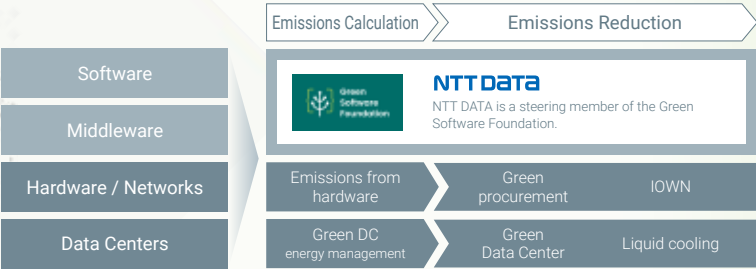 Emissions Calculation
Emissions Reduction
Software
Middleware
Hardware / Networks
Data Centers
Green
Software
Foundation
NTT DATA
NTT DATA is a steering member of the Green
Software Foundation.
Emissions from
hardware
Green
procurement
IOWN
Green DC
energy management
Green
Data Center
Liquid cooling